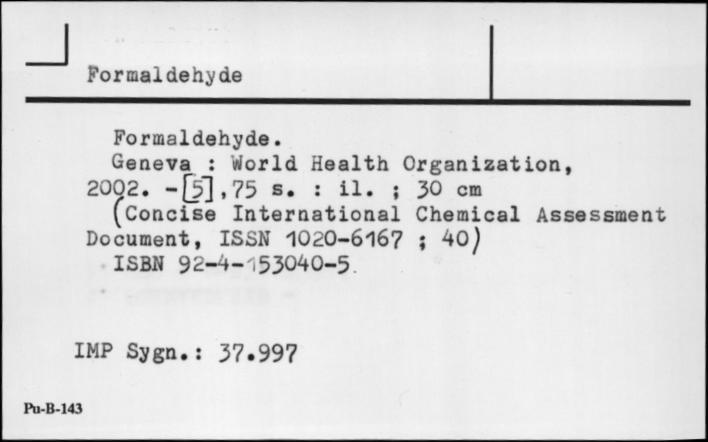 Formaldehyde
Formaldehyde.
Geneva : World Health Organization,
2002. -[5],75 s. : il. ; 30 cm
(Concise International Chemical Assessment
Document, ISSN 1020-6167 ; 40)
ISBN 92-4-153040-5
IMP Sygn.: 37.997
Pu-B-143